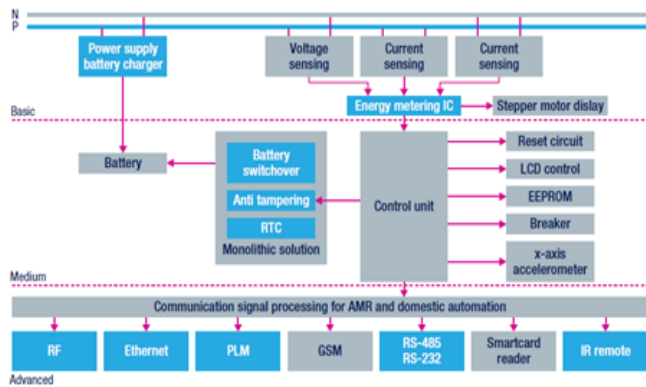 N
P
Power supply
battery charger
Voltage
sensing
Current
sensing
Current
sensing
Energy metering IC
Stepper motor dislay
Basic
Battery
Battery
switchover
Anti tampering
RTC
Monolithic solution
Control unit
Reset circuit
LCD control
EEPROM
Breaker
x-axis
accelerometer
Medium
Communication signal processing for AMR and domestic automation
RF
Ethernet
PLM
GSM
RS-485
RS-232
Smartcard
reader
IR remote
Advanced